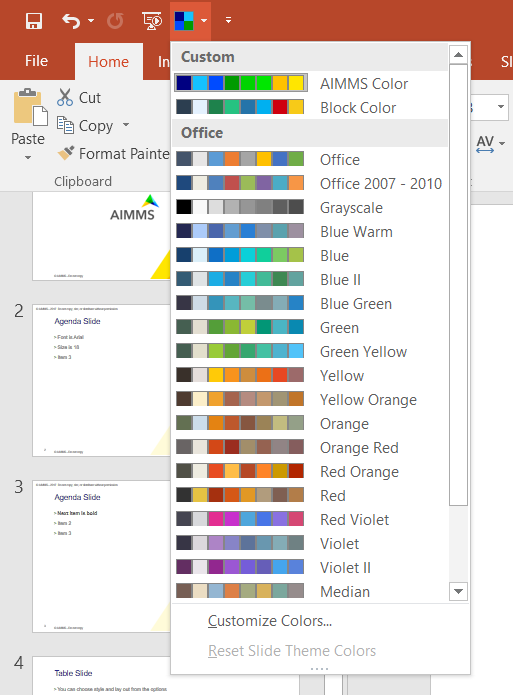 Custom
File
Home
In
AIMMS Color
Block Color
Paste
Cut
Copy
Format Painte
Clipboard
AV
Office
Office
Office 2007 - 2010
Grayscale
Blue Warm
Blue
Blue II
Blue Green
Green
Green Yellow
Yellow
Yellow Orange
Orange
Orange Red
Red Orange
Red
Red Violet
Violet
Violet II
Median
Customize Colors...
Reset Slide Theme Colors
AIMMS
2
Agenda Slide
> Font is Arial
> Size is 18
> Item 3
3
Agenda Slide
> Next item is bold
> Item 2
> Item 3
4
Table Slide
> You can choose style and lay out from the options